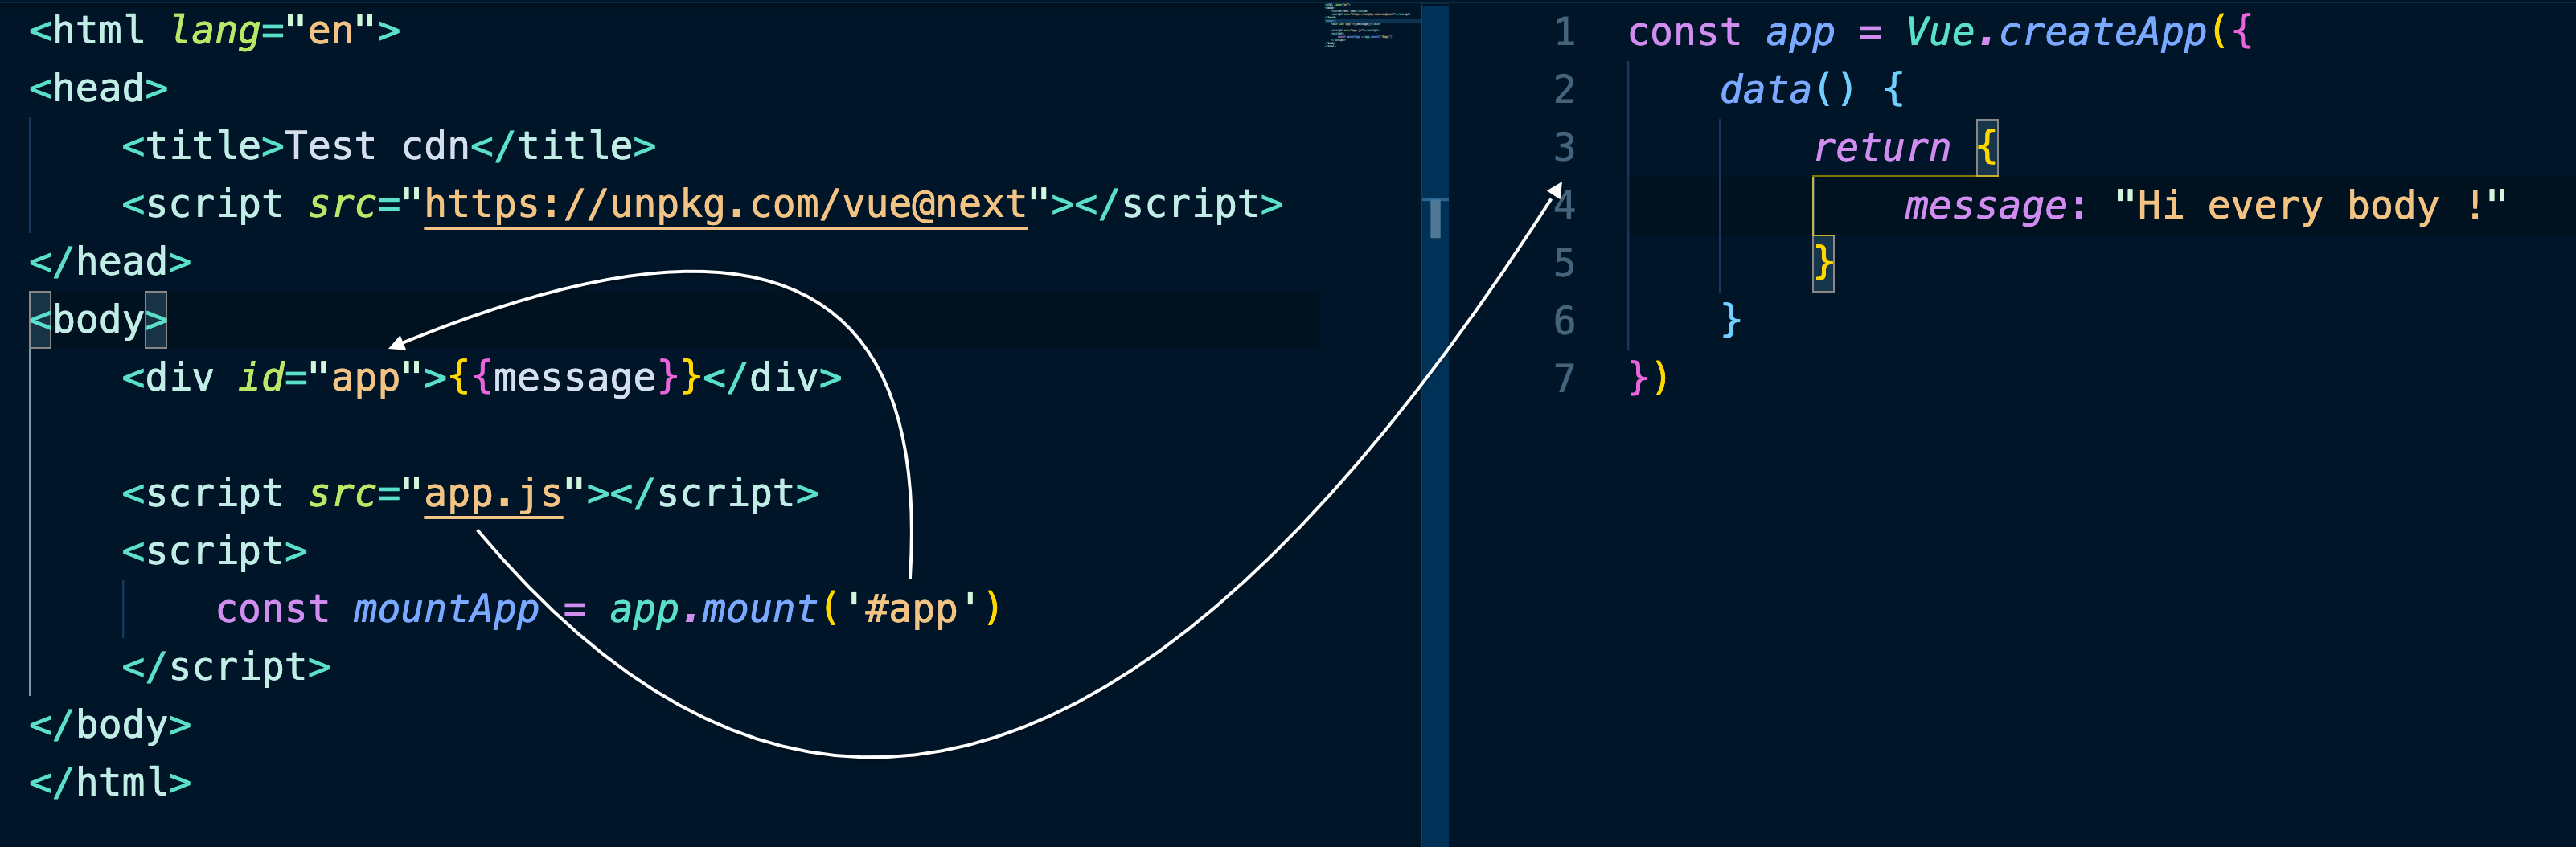 <html lang="en">
<head>
    <title>Test cdn</title>
    <script src="https://unpkg.com/vue@next"></script>
</head>
<body>
    <div id="app">{{message}}</div>
    <script src="app.js"></script>
    <script>
        const mountApp = app.mount('#app')
    </script>
</body>
</html>
1 const app = Vue.createApp({
2     data() {
3         return {
4             message: "Hi every body !"
5         }
6     }
7 })